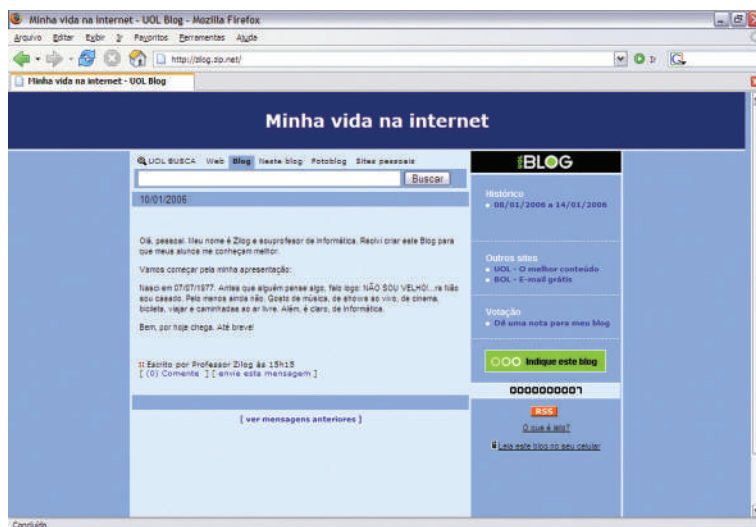 Minha vida na internet - UOL Blog - Mozilla Firefox
Arquivo Editar Exibir Ir Favoritos Ferramentas Ajuda
http://zilog.zip.net/ Ir G
Minha vida na internet - UOL Blog
Minha vida na internet
UOL BUSCA Web Blog Neste blog Fotoblog Sites pessoais
Buscar
10/01/2006
Olá, pessoal. Meu nome é Zilog e souprofesor de Informática. Resolvi criar este Blog para
que meus alunos me conheçam melhor.
Vamos começar pela minha apresentação:
Nasci em 07/07/1977. Antes que alguém pense algo, falo logo: NÃO SOU VELHO!...rs Não
sou casado. Pelo menos ainda não. Gosto de música, de shows ao vivo, de cinema,
bicileta, viajar e caminhadas ao ar livre. Além, é claro, de Informática.
Bem, por hoje chega. Até breve!
Escrito por Professor Zilog às 15h15
[ (0) Comente ] [ envie esta mensagem ]
[ ver mensagens anteriores ]
BLOG
Histórico
08/01/2006 a 14/01/2006
Outros sites
UOL - O melhor conteúdo
BOL - E-mail grátis
Votação
Dê uma nota para meu blog
Indique este blog
0000000007
RSS
O que é isto?
Leia este blog no seu celular
Concluído